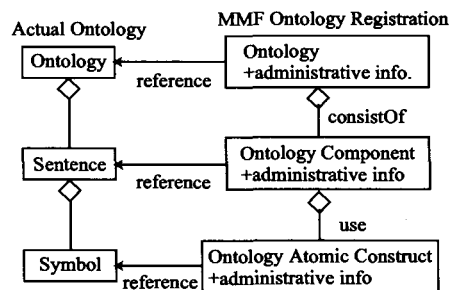 Actual Ontology
MMF Ontology Registration
Ontology
reference
Ontology
+administrative info.
consistOf
Sentence
reference
Ontology Component
+administrative info
use
Symbol
reference
Ontology Atomic Construct
+administrative info